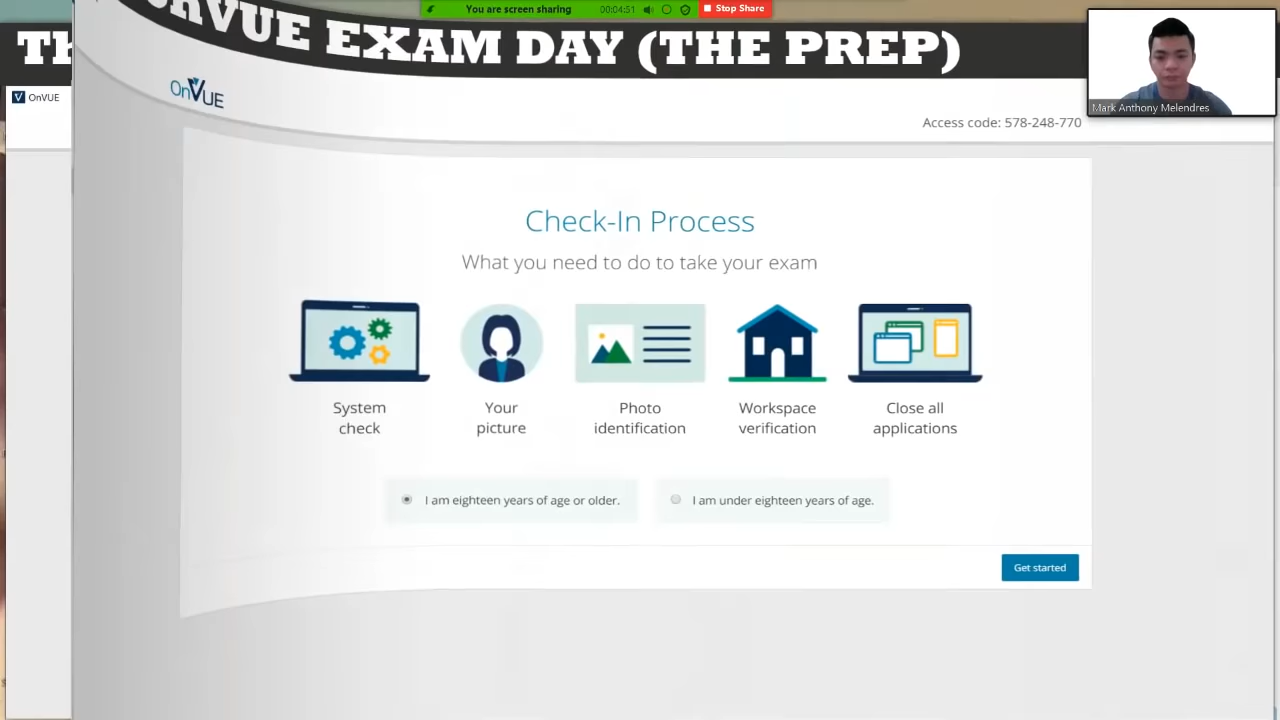 You are screen sharing 00:04:51 Stop Share
OnVUE EXAM DAY (THE PREP)
Th
Mark Anthony Melendres
OnVUE
OnVUE
Access code: 578-248-770
Check-In Process
What you need to do to take your exam
System check
Your picture
Photo identification
Workspace verification
Close all applications
I am eighteen years of age or older.
I am under eighteen years of age.
Get started